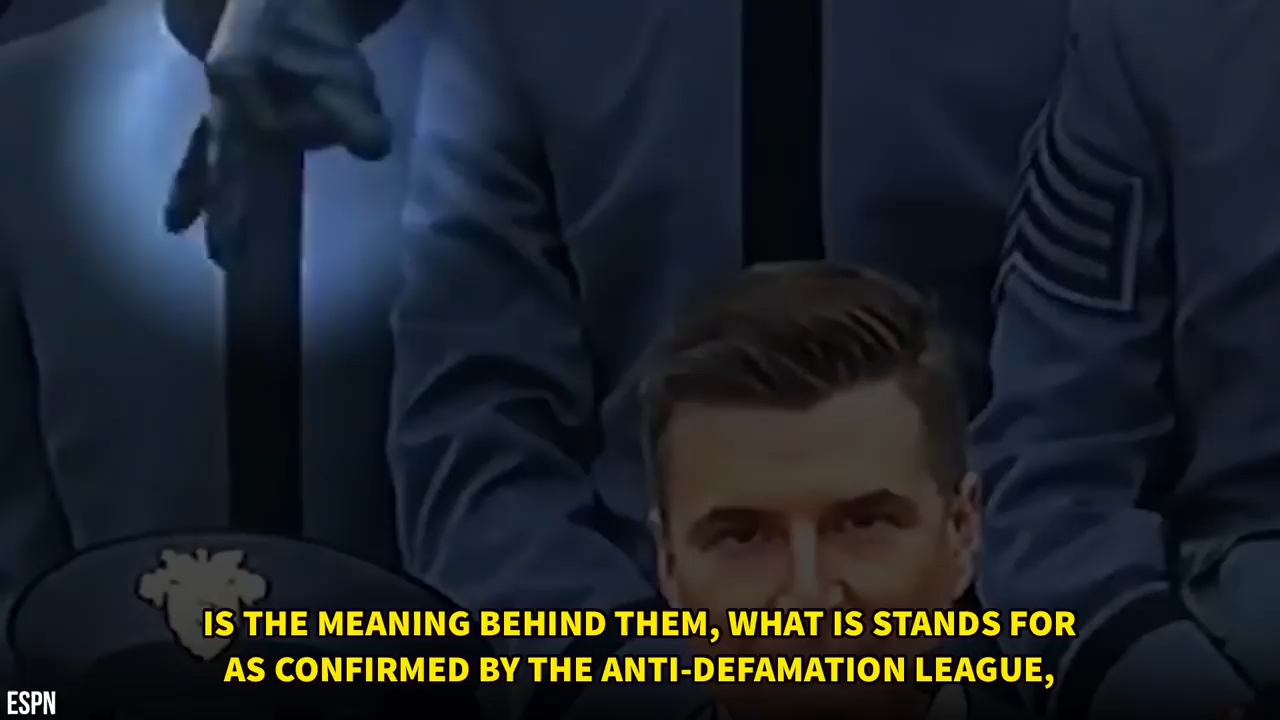 IS THE MEANING BEHIND THEM, WHAT IS STANDS FOR
AS CONFIRMED BY THE ANTI-DEFAMATION LEAGUE,
ESPN